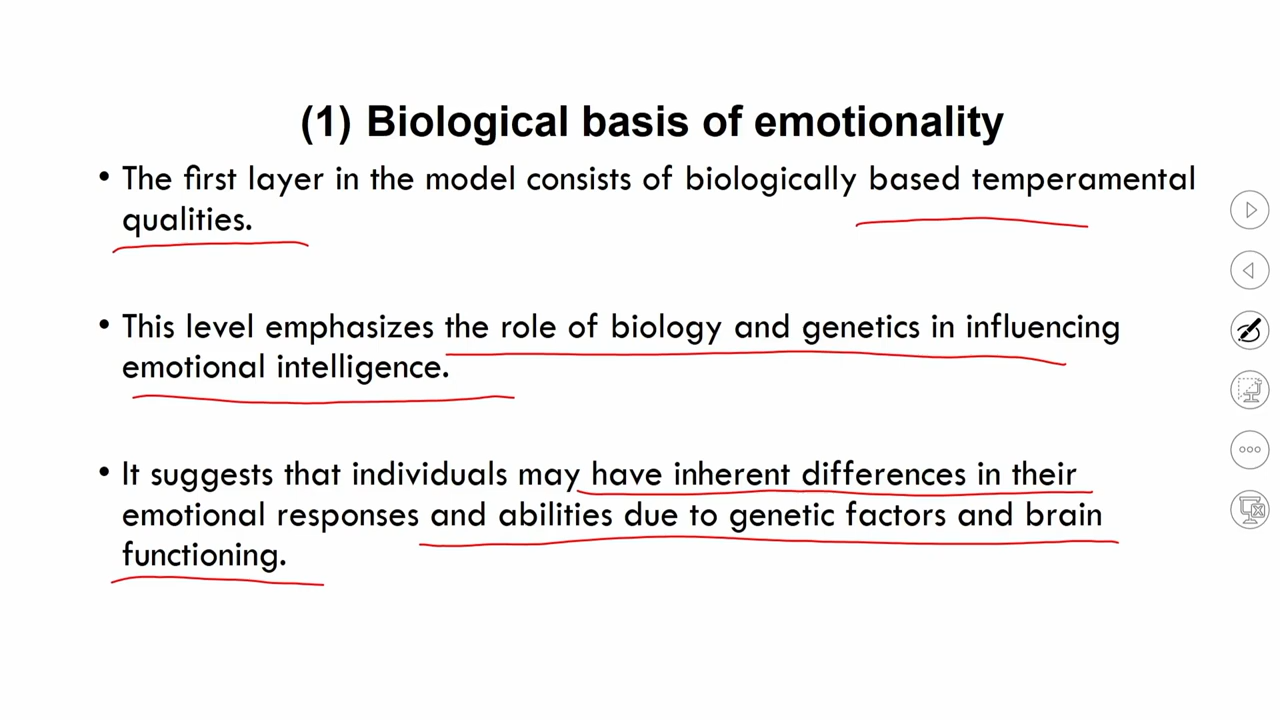 (1) Biological basis of emotionality
• The first layer in the model consists of biologically based temperamental
qualities.
• This level emphasizes the role of biology and genetics in influencing
emotional intelligence.
• It suggests that individuals may have inherent differences in their
emotional responses and abilities due to genetic factors and brain
functioning.